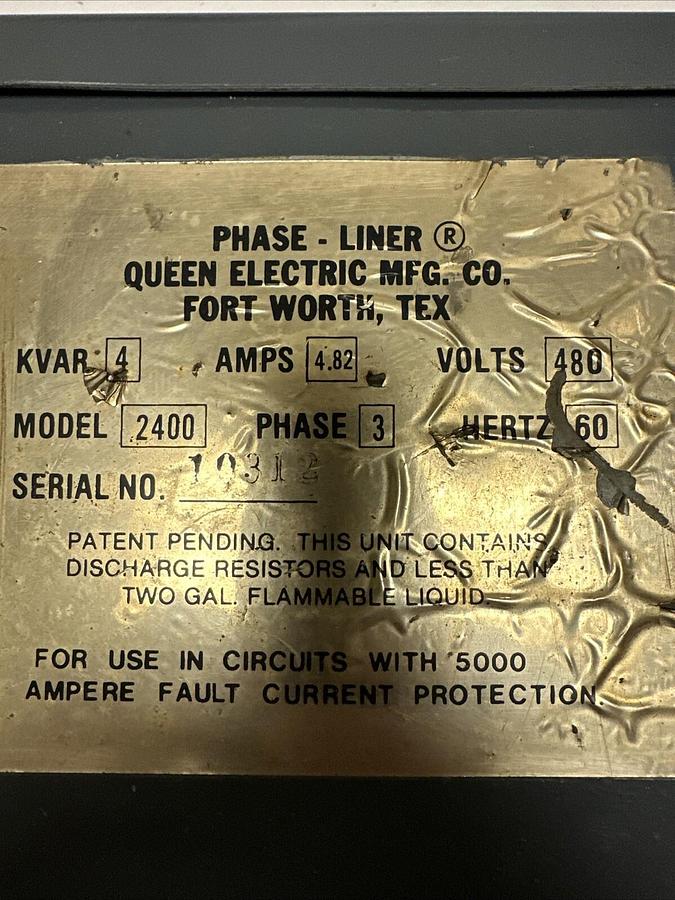 PHASE - LINER ®
QUEEN ELECTRIC MFG. CO.
FORT WORTH, TEX
KVAR 4 AMPS 4.82 VOLTS 480
MODEL 2400 PHASE 3 HERTZ 60
SERIAL NO. 10312
PATENT PENDING. THIS UNIT CONTAINS
DISCHARGE RESISTORS AND LESS THAN
TWO GAL. FLAMMABLE LIQUID.
FOR USE IN CIRCUITS WITH 5000
AMPERE FAULT CURRENT PROTECTION.